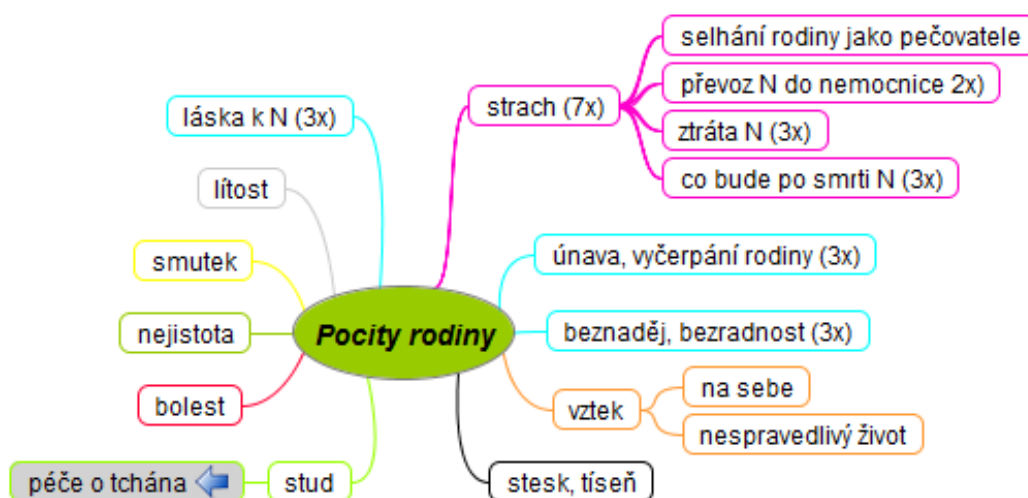 selhání rodiny jako pečovatele
převoz N do nemocnice 2x)
strach (7x)
láska k N (3x)
ztráta N (3x)
co bude po smrti N (3x)
lítost
únava, vyčerpání rodiny (3x)
smutek
Pocity rodiny
nejistota
beznaděj, bezradnost (3x)
na sebe
bolest
vztek
nespravedlivý život
péče o tchána
stud
stesk, tíseň